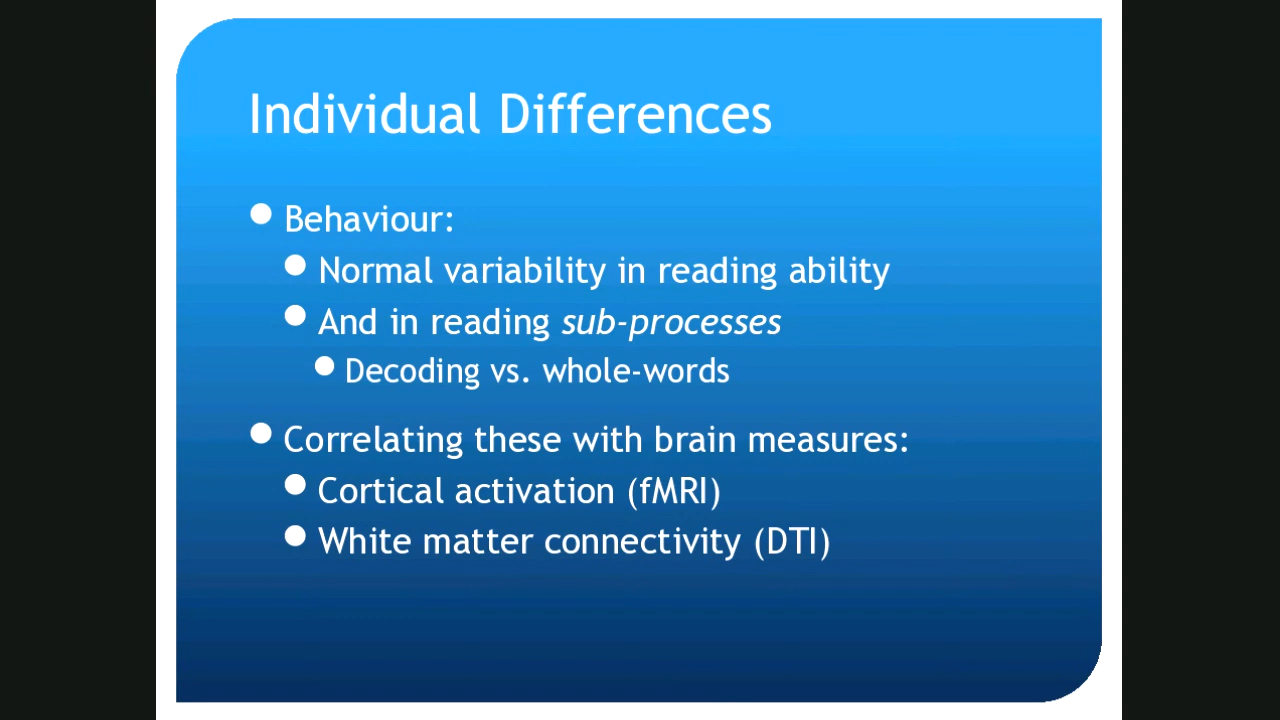 Individual Differences
Behaviour:
Normal variability in reading ability
And in reading sub-processes
Decoding vs. whole-words
Correlating these with brain measures:
Cortical activation (fMRI)
White matter connectivity (DTI)